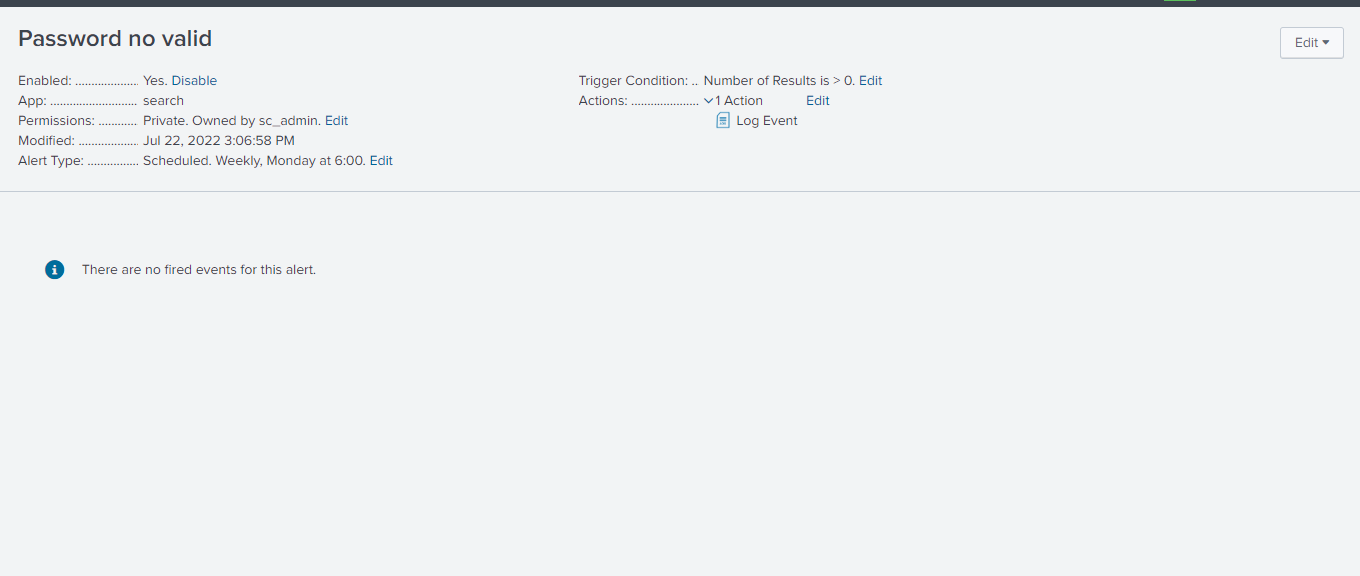 Password no valid
Edit
Enabled: .................... Yes. Disable
App: ............................ search
Permissions: ............ Private. Owned by sc_admin. Edit
Modified: ................... Jul 22, 2022 3:06:58 PM
Alert Type: ................ Scheduled. Weekly, Monday at 6:00. Edit
Trigger Condition: .. Number of Results is > 0. Edit
Actions: ...................... 1 Action Edit
Log Event
There are no fired events for this alert.